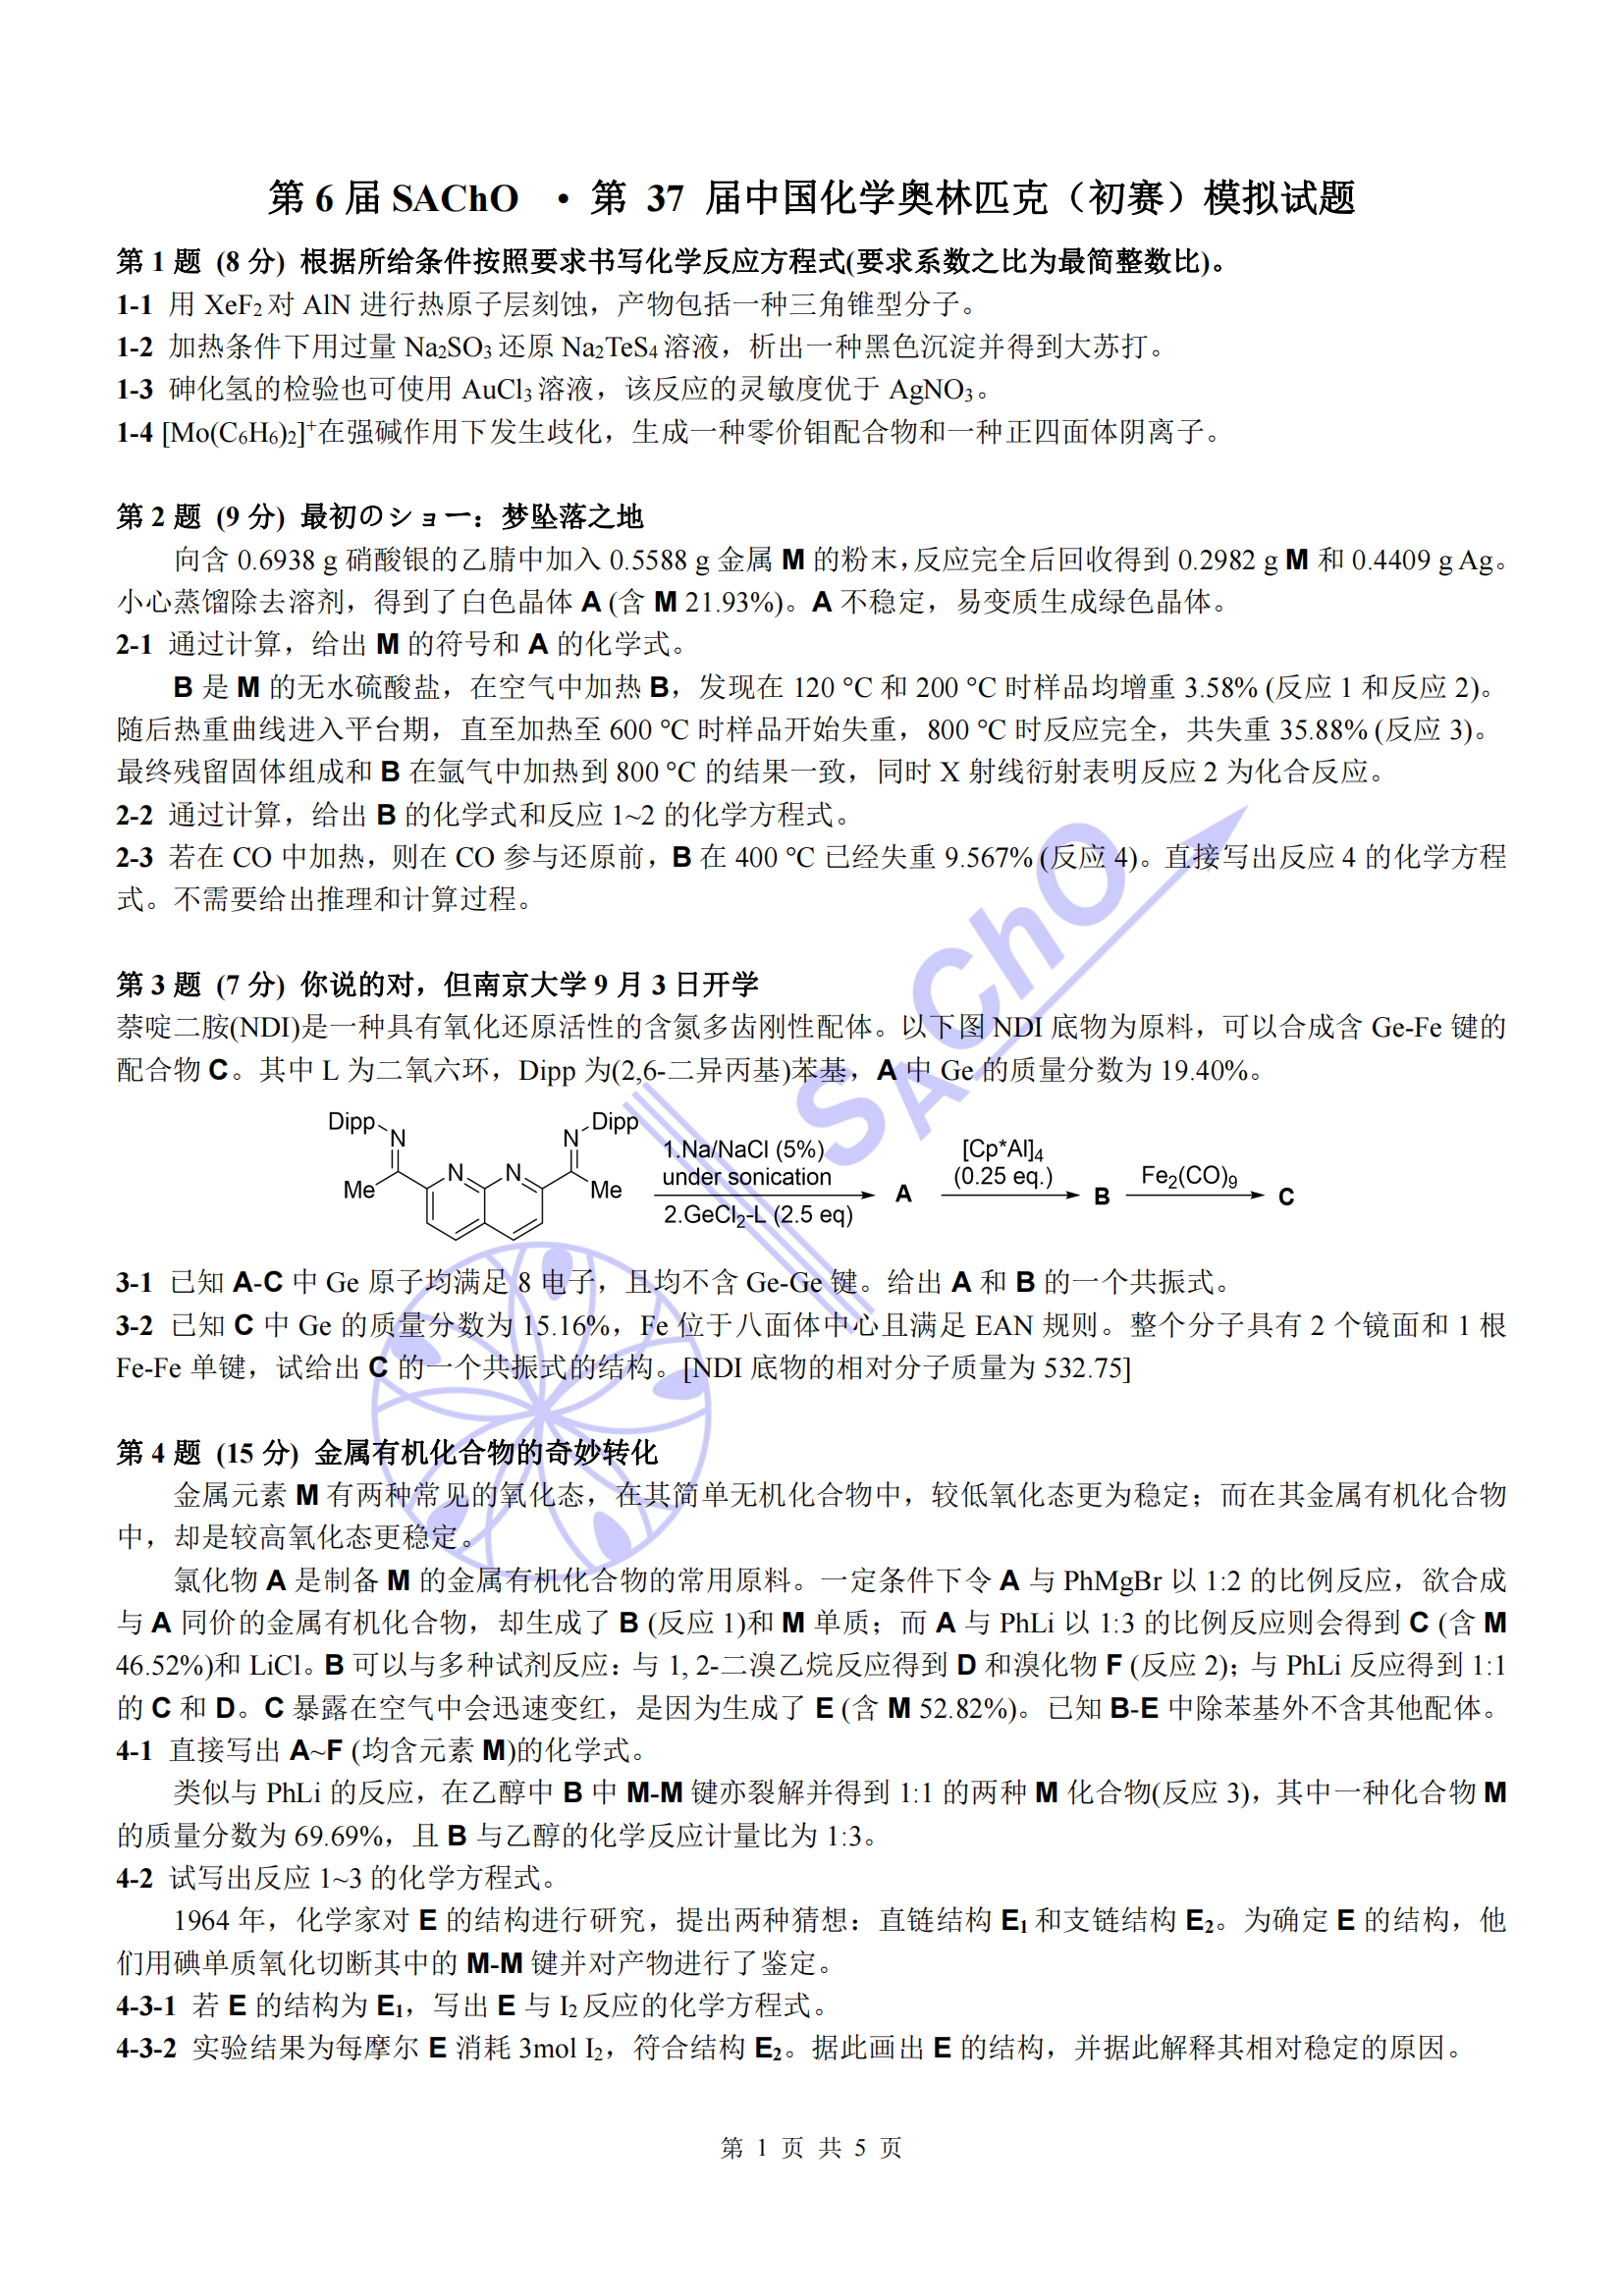 第 6 届 SAChO • 第 37 届中国化学奥林匹克（初赛）模拟试题
第 1 题 (8 分) 根据所给条件按照要求书写化学反应方程式(要求系数之比为最简整数比)。
1-1 用 XeF2 对 AlN 进行热原子层刻蚀，产物包括一种三角锥型分子。
1-2 加热条件下用过量 Na2SO3 还原 Na2TeS4 溶液，析出一种黑色沉淀并得到大苏打。
1-3 砷化氢的检验也可使用 AuCl3 溶液，该反应的灵敏度优于 AgNO3。
1-4 [Mo(C6H6)2]+在强碱作用下发生歧化，生成一种零价钼配合物和一种正四面体阴离子。
第 2 题 (9 分) 最初のショー：梦坠落之地
向含 0.6938 g 硝酸银的乙腈中加入 0.5588 g 金属 M 的粉末，反应完全后回收得到 0.2982 g M 和 0.4409 g Ag。
小心蒸馏除去溶剂，得到了白色晶体 A (含 M 21.93%)。A 不稳定，易变质生成绿色晶体。
2-1 通过计算，给出 M 的符号和 A 的化学式。
B 是 M 的无水硫酸盐，在空气中加热 B，发现在 120 °C 和 200 °C 时样品均增重 3.58% (反应 1 和反应 2)。
随后热重曲线进入平台期，直至加热至 600 °C 时样品开始失重，800 °C 时反应完全，共失重 35.88% (反应 3)。
最终残留固体组成和 B 在氩气中加热到 800 °C 的结果一致，同时 X 射线衍射表明反应 2 为化合反应。
2-2 通过计算，给出 B 的化学式和反应 1~2 的化学方程式。
2-3 若在 CO 中加热，则在 CO 参与还原前，B 在 400 °C 已经失重 9.567% (反应 4)。直接写出反应 4 的化学方程
式。不需要给出推理和计算过程。
第 3 题 (7 分) 你说的对，但南京大学 9 月 3 日开学
萘啶二胺(NDI)是一种具有氧化还原活性的含氮多齿刚性配体。以下图 NDI 底物为原料，可以合成含 Ge-Fe 键的
配合物 C。其中 L 为二氧六环，Dipp 为(2,6-二异丙基)苯基，A 中 Ge 的质量分数为 19.40%。
Dipp N N Dipp
Me N N Me
1.Na/NaCl (5%)
under sonication
2.GeCl2-L (2.5 eq)
A
[Cp*Al]4
(0.25 eq.)
B
Fe2(CO)9
C
3-1 已知 A-C 中 Ge 原子均满足 8 电子，且均不含 Ge-Ge 键。给出 A 和 B 的一个共振式。
3-2 已知 C 中 Ge 的质量分数为 15.16%，Fe 位于八面体中心且满足 EAN 规则。整个分子具有 2 个镜面和 1 根
Fe-Fe 单键，试给出 C 的一个共振式的结构。[NDI 底物的相对分子质量为 532.75]
第 4 题 (15 分) 金属有机化合物的奇妙转化
金属元素 M 有两种常见的氧化态，在其简单无机化合物中，较低氧化态更为稳定；而在其金属有机化合物
中，却是较高氧化态更稳定。
氯化物 A 是制备 M 的金属有机化合物的常用原料。一定条件下令 A 与 PhMgBr 以 1:2 的比例反应，欲合成
与 A 同价的金属有机化合物，却生成了 B (反应 1)和 M 单质；而 A 与 PhLi 以 1:3 的比例反应则会得到 C (含 M
46.52%)和 LiCl。B 可以与多种试剂反应：与 1, 2-二溴乙烷反应得到 D 和溴化物 F (反应 2)；与 PhLi 反应得到 1:1
的 C 和 D。C 暴露在空气中会迅速变红，是因为生成了 E (含 M 52.82%)。已知 B-E 中除苯基外不含其他配体。
4-1 直接写出 A~F (均含元素 M)的化学式。
类似与 PhLi 的反应，在乙醇中 B 中 M-M 键亦裂解并得到 1:1 的两种 M 化合物(反应 3)，其中一种化合物 M
的质量分数为 69.69%，且 B 与乙醇的化学反应计量比为 1:3。
4-2 试写出反应 1~3 的化学方程式。
1964 年，化学家对 E 的结构进行研究，提出两种猜想：直链结构 E1 和支链结构 E2。为确定 E 的结构，他
们用碘单质氧化切断其中的 M-M 键并对产物进行了鉴定。
4-3-1 若 E 的结构为 E1，写出 E 与 I2 反应的化学方程式。
4-3-2 实验结果为每摩尔 E 消耗 3mol I2，符合结构 E2。据此画出 E 的结构，并据此解释其相对稳定的原因。
SAChO
第 1 页 共 5 页